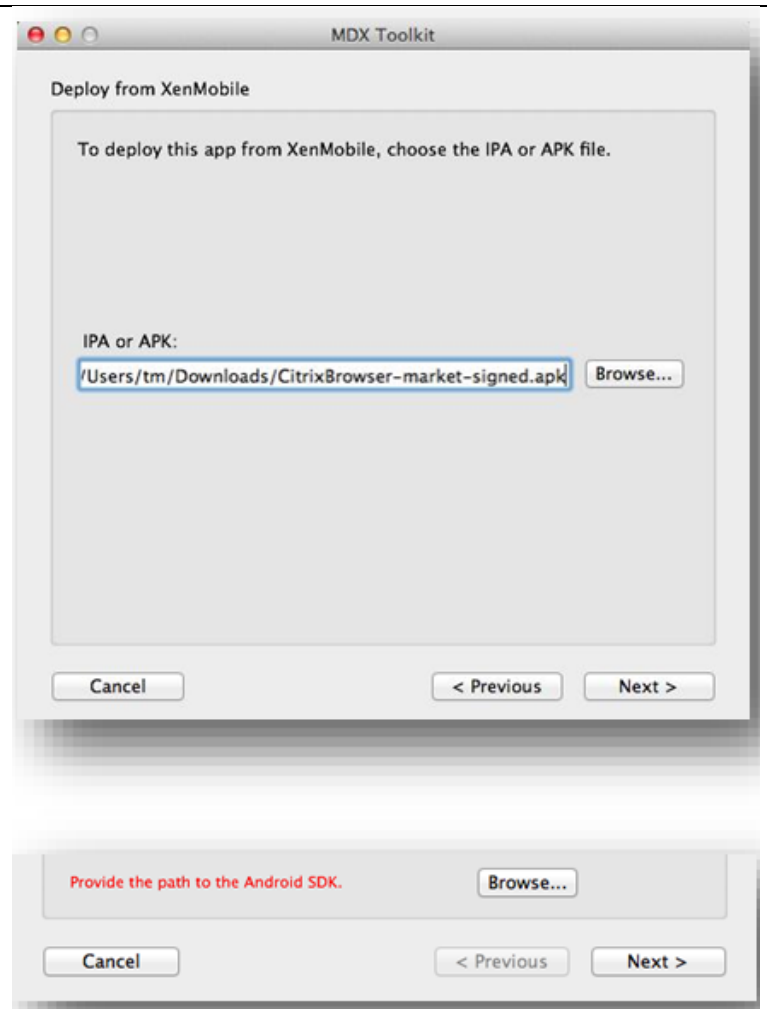 MDX Toolkit
Deploy from XenMobile
To deploy this app from XenMobile, choose the IPA or APK file.
IPA or APK:
/Users/tm/Downloads/CitrixBrowser-market-signed.apk Browse...
Cancel < Previous Next >
Provide the path to the Android SDK. Browse...
Cancel < Previous Next >